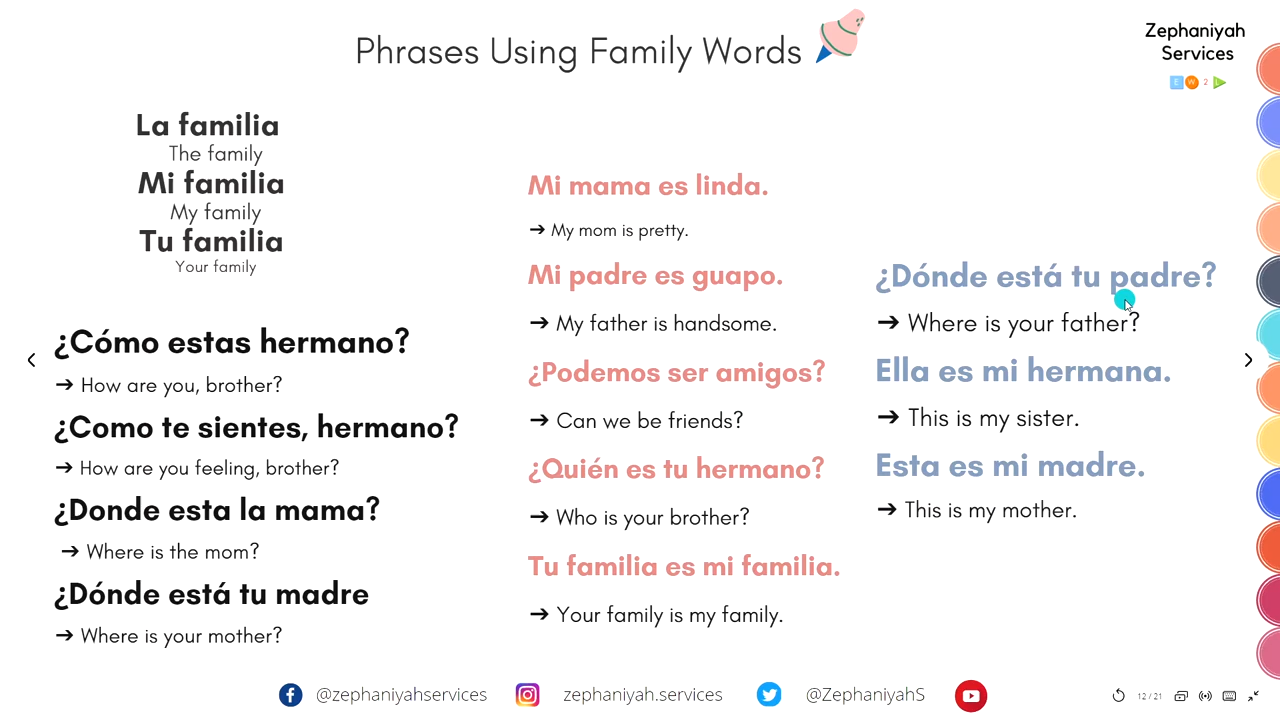 Phrases Using Family Words
Zephaniyah
Services
E W 2
La familia
The family
Mi familia
My family
Tu familia
Your family
¿Cómo estas hermano?
→ How are you, brother?
¿Como te sientes, hermano?
→ How are you feeling, brother?
¿Donde esta la mama?
→ Where is the mom?
¿Dónde está tu madre
→ Where is your mother?
Mi mama es linda.
→ My mom is pretty.
Mi padre es guapo.
→ My father is handsome.
¿Podemos ser amigos?
→ Can we be friends?
¿Quién es tu hermano?
→ Who is your brother?
Tu familia es mi familia.
→ Your family is my family.
¿Dónde está tu padre?
→ Where is your father?
Ella es mi hermana.
→ This is my sister.
Esta es mi madre.
→ This is my mother.
@zephaniyahservices
zephaniyah.services
@ZephaniyahS
12 / 21